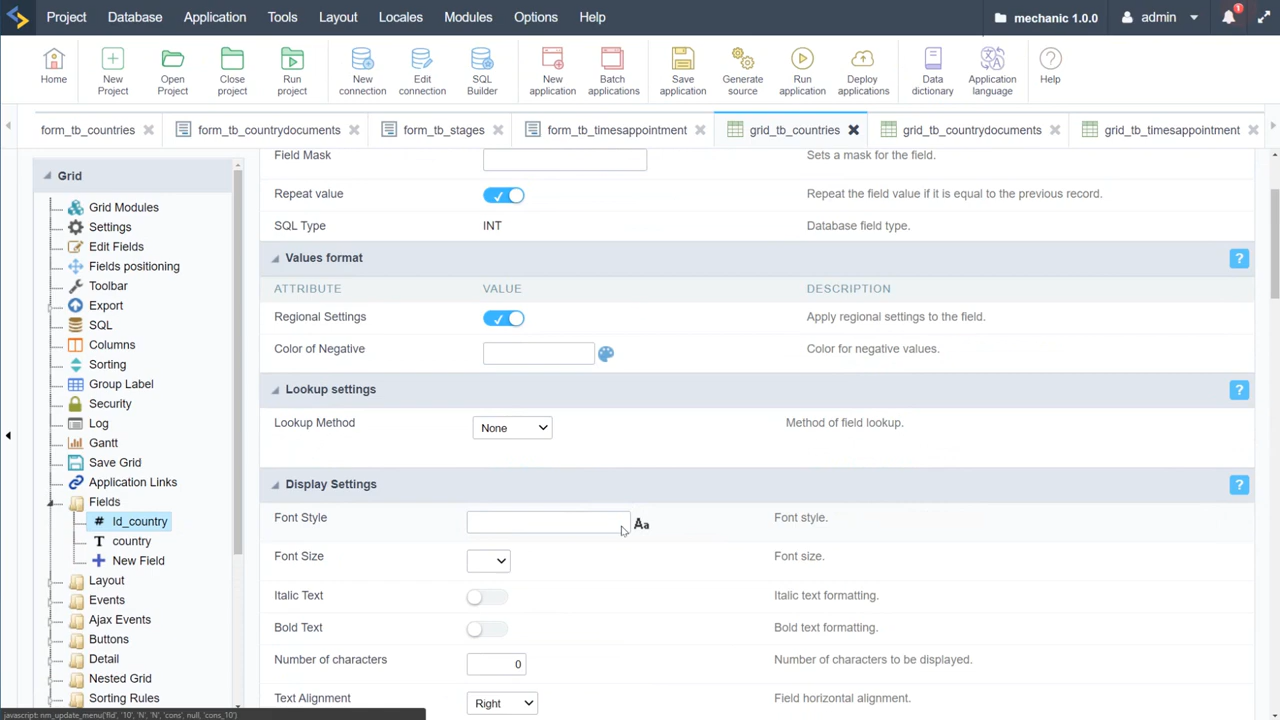 Project Database Application Tools Layout Locales Modules Options Help mechanic 1.0.0 admin 1
Home New Project Open Project Close project Run project New connection Edit connection SQL Builder New application Batch applications Save application Generate source Run application Deploy applications Data dictionary Application language Help
form_tb_countries form_tb_countrydocuments form_tb_stages form_tb_timesappointment grid_tb_countries grid_tb_countrydocuments grid_tb_timesappointment
Grid
Grid Modules
Settings
Edit Fields
Fields positioning
Toolbar
Export
SQL
Columns
Sorting
Group Label
Security
Log
Gantt
Save Grid
Application Links
Fields
# Id_country
T country
New Field
Layout
Events
Ajax Events
Buttons
Detail
Nested Grid
Sorting Rules
Field Mask Sets a mask for the field.
Repeat value Repeat the field value if it is equal to the previous record.
SQL Type INT Database field type.
Values format ?
ATTRIBUTE VALUE DESCRIPTION
Regional Settings Apply regional settings to the field.
Color of Negative Color for negative values.
Lookup settings ?
Lookup Method None Method of field lookup.
Display Settings ?
Font Style Aa Font style.
Font Size Font size.
Italic Text Italic text formatting.
Bold Text Bold text formatting.
Number of characters 0 Number of characters to be displayed.
Text Alignment Right Field horizontal alignment.
javascript: nm_update_menu('fld', '10', 'N', 'N', 'cons', null, 'cons_10')